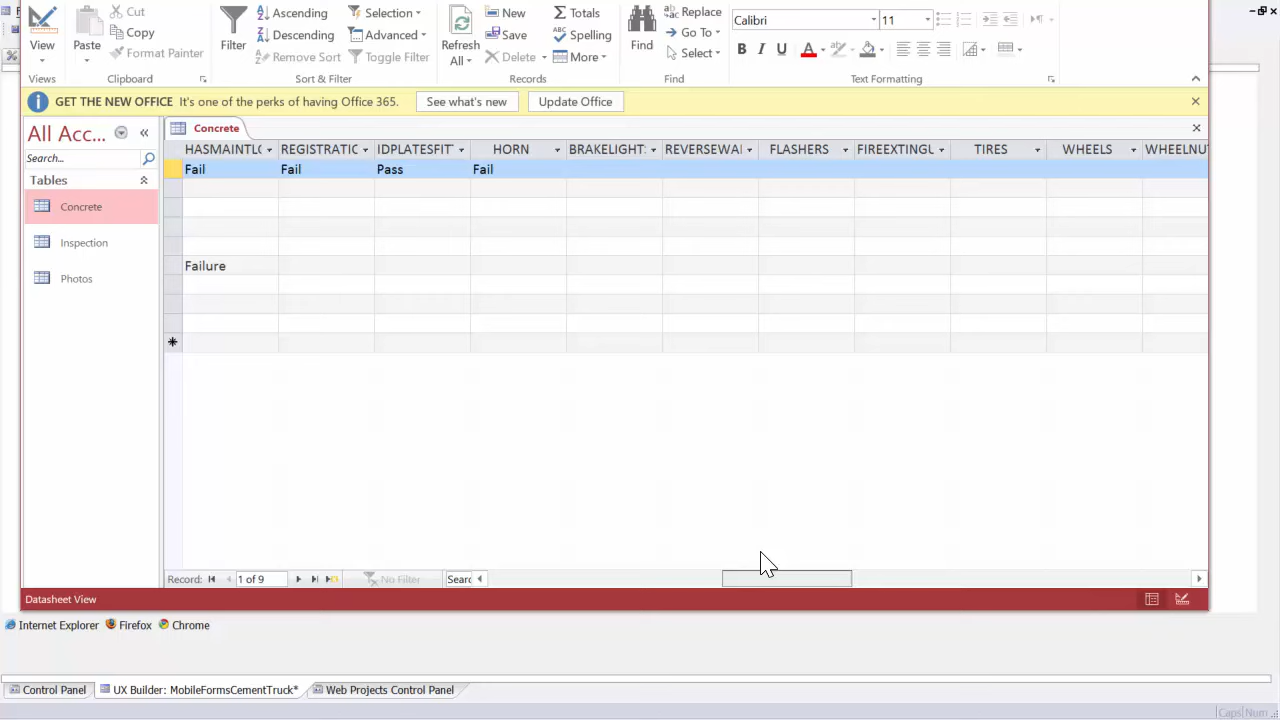 Cut
Copy
Format Painter
View
Paste
Views
Clipboard
Filter
Ascending
Descending
Remove Sort
Selection
Advanced
Toggle Filter
Sort & Filter
Refresh
All
New
Save
Delete
Totals
Spelling
More
Records
Find
Replace
Go To
Select
Find
Calibri
11
B I U A
Text Formatting
GET THE NEW OFFICE It's one of the perks of having Office 365.
See what's new
Update Office
All Acc...
Search...
Tables
Concrete
Inspection
Photos
Concrete
HASMAINTL REGISTRATIC IDPLATESFIT HORN BRAKELIGHT REVERSEWA FLASHERS FIREEXTINGU TIRES WHEELS WHEELNU
Fail Fail Pass Fail
Failure
Record: 1 of 9 No Filter Searc
Datasheet View
Internet Explorer Firefox Chrome
Control Panel UX Builder: MobileFormsCementTruck* Web Projects Control Panel
Caps Num